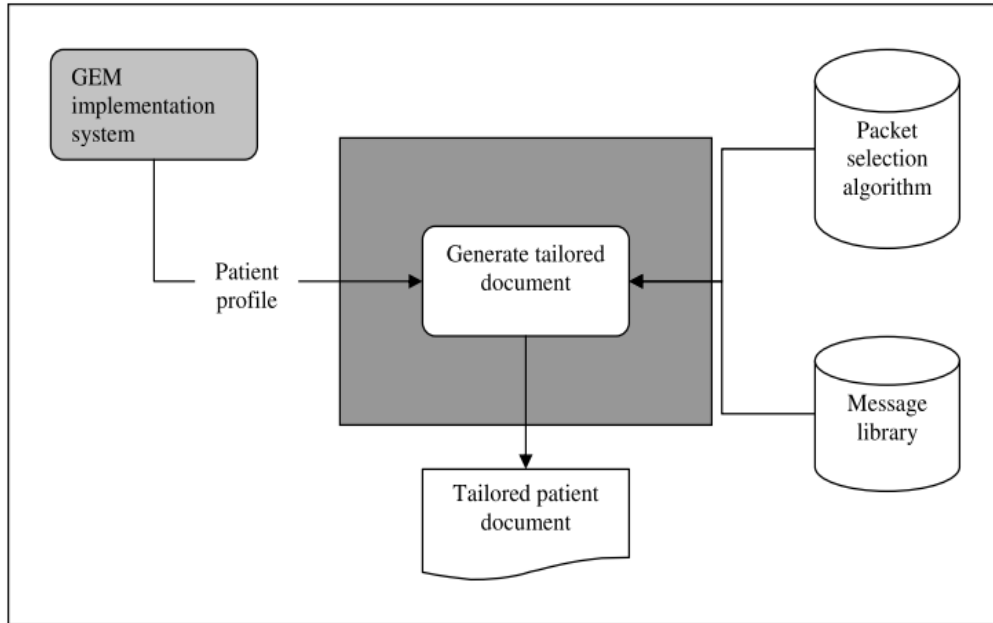 GEM
implementation
system
Packet
selection
algorithm
Generate tailored
document
Patient
profile
Message
library
Tailored patient
document